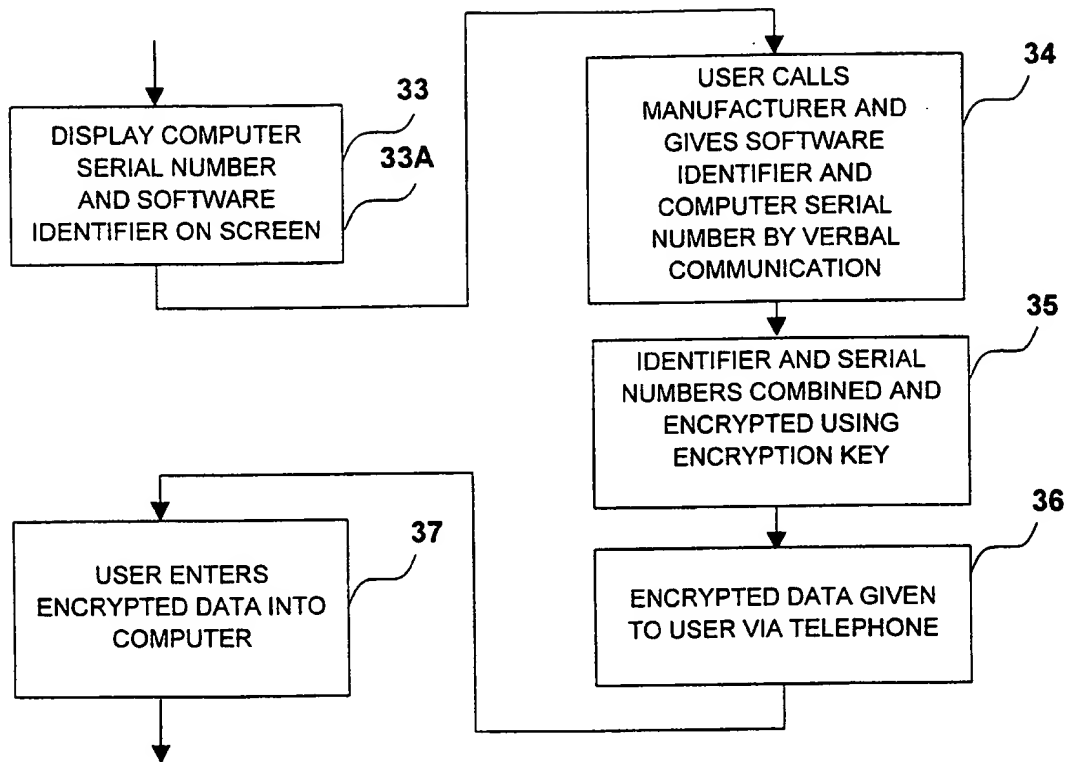 33
33A
DISPLAY COMPUTER
SERIAL NUMBER
AND SOFTWARE
IDENTIFIER ON SCREEN
34
USER CALLS
MANUFACTURER AND
GIVES SOFTWARE
IDENTIFIER AND
COMPUTER SERIAL
NUMBER BY VERBAL
COMMUNICATION
35
IDENTIFIER AND SERIAL
NUMBERS COMBINED AND
ENCRYPTED USING
ENCRYPTION KEY
36
ENCRYPTED DATA GIVEN
TO USER VIA TELEPHONE
37
USER ENTERS
ENCRYPTED DATA INTO
COMPUTER